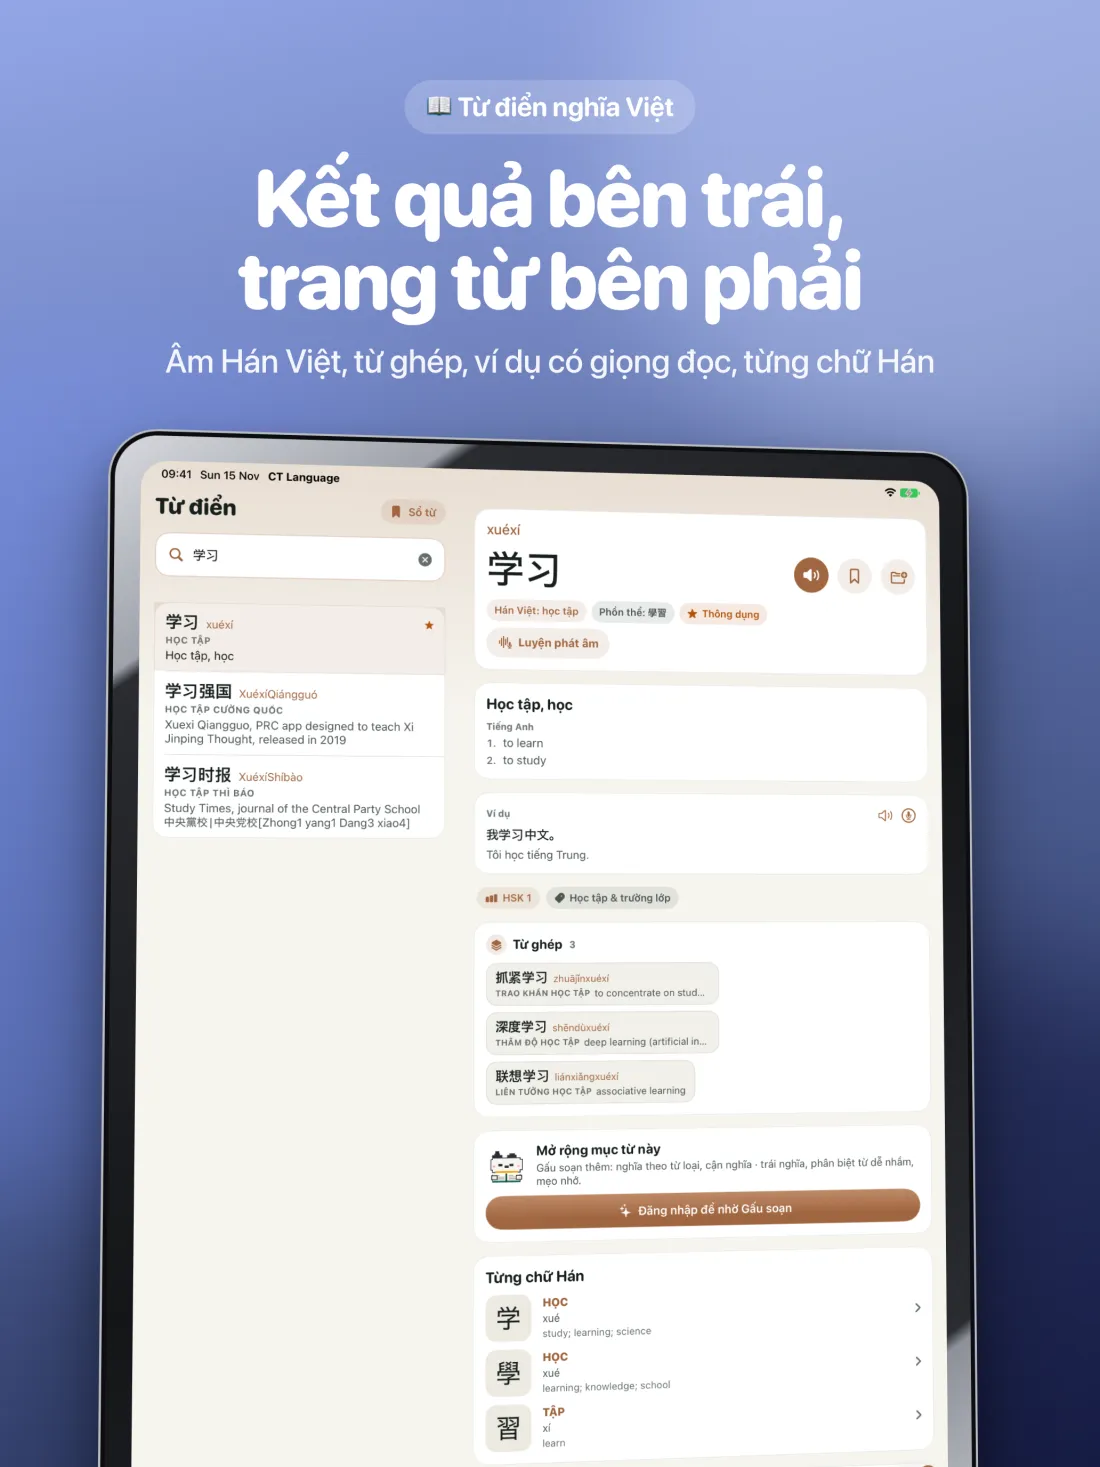 📖 Từ điển nghĩa Việt
Kết quả bên trái,
trang từ bên phải
Âm Hán Việt, từ ghép, ví dụ có giọng đọc, từng chữ Hán
09:41 Sun 15 Nov CT Language
Từ điển
Sổ từ
学习
学习 xuéxí
HỌC TẬP
Học tập, học
学习强国 XuéxíQiángguó
HỌC TẬP CƯỜNG QUỐC
Xuexi Qiangguo, PRC app designed to teach Xi
Jinping Thought, released in 2019
学习时报 XuéxíShíbào
HỌC TẬP THÌ BÁO
Study Times, journal of the Central Party School
中央黨校|中央党校[Zhong1 yang1 Dang3 xiao4]
xuéxí
学习
Hán Việt: học tập
Phồn thể: 學習
Thông dụng
Luyện phát âm
Học tập, học
Tiếng Anh
1. to learn
2. to study
Ví dụ
我学习中文。
Tôi học tiếng Trung.
HSK 1
Học tập & trường lớp
Từ ghép 3
抓紧学习 zhuājǐnxuéxí
TRAO KHẨN HỌC TẬP to concentrate on stud...
深度学习 shēndùxuéxí
THÂM ĐỘ HỌC TẬP deep learning (artificial in...
联想学习 liánxiǎngxuéxí
LIÊN TƯỞNG HỌC TẬP associative learning
Mở rộng mục từ này
Gấu soạn thêm: nghĩa theo từ loại, cận nghĩa · trái nghĩa, phân biệt từ dễ nhầm,
mẹo nhớ.
Đăng nhập để nhờ Gấu soạn
Từng chữ Hán
学
HỌC
xué
study; learning; science
學
HỌC
xué
learning; knowledge; school
習
TẬP
xí
learn